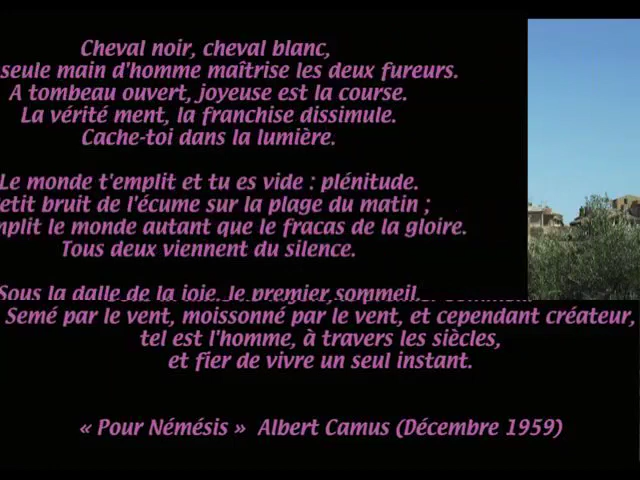 Cheval noir, cheval blanc,
seule main d'homme maîtrise les deux fureurs.
A tombeau ouvert, joyeuse est la course.
La vérité ment, la franchise dissimule.
Cache-toi dans la lumière.
Le monde t'emplit et tu es vide : plénitude.
etit bruit de l'écume sur la plage du matin ;
mplit le monde autant que le fracas de la gloire.
Tous deux viennent du silence.
Sous la dalle de la joie, le premier sommeil.
Semé par le vent, moissonné par le vent, et cependant créateur,
tel est l'homme, à travers les siècles,
et fier de vivre un seul instant.
« Pour Némésis » Albert Camus (Décembre 1959)